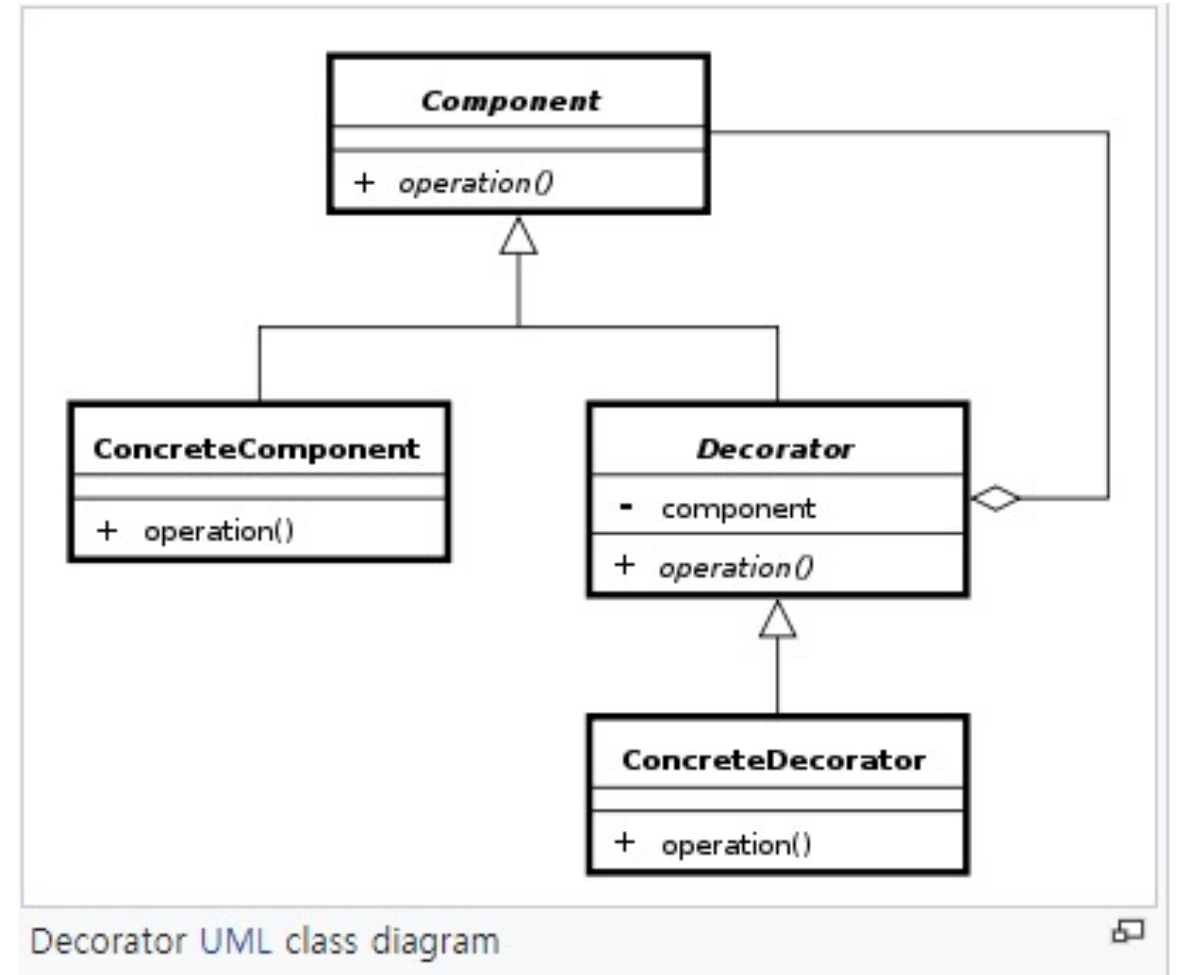 Component
+ operation()
ConcreteComponent
+ operation()
Decorator
- component
+ operation()
ConcreteDecorator
+ operation()
Decorator UML class diagram